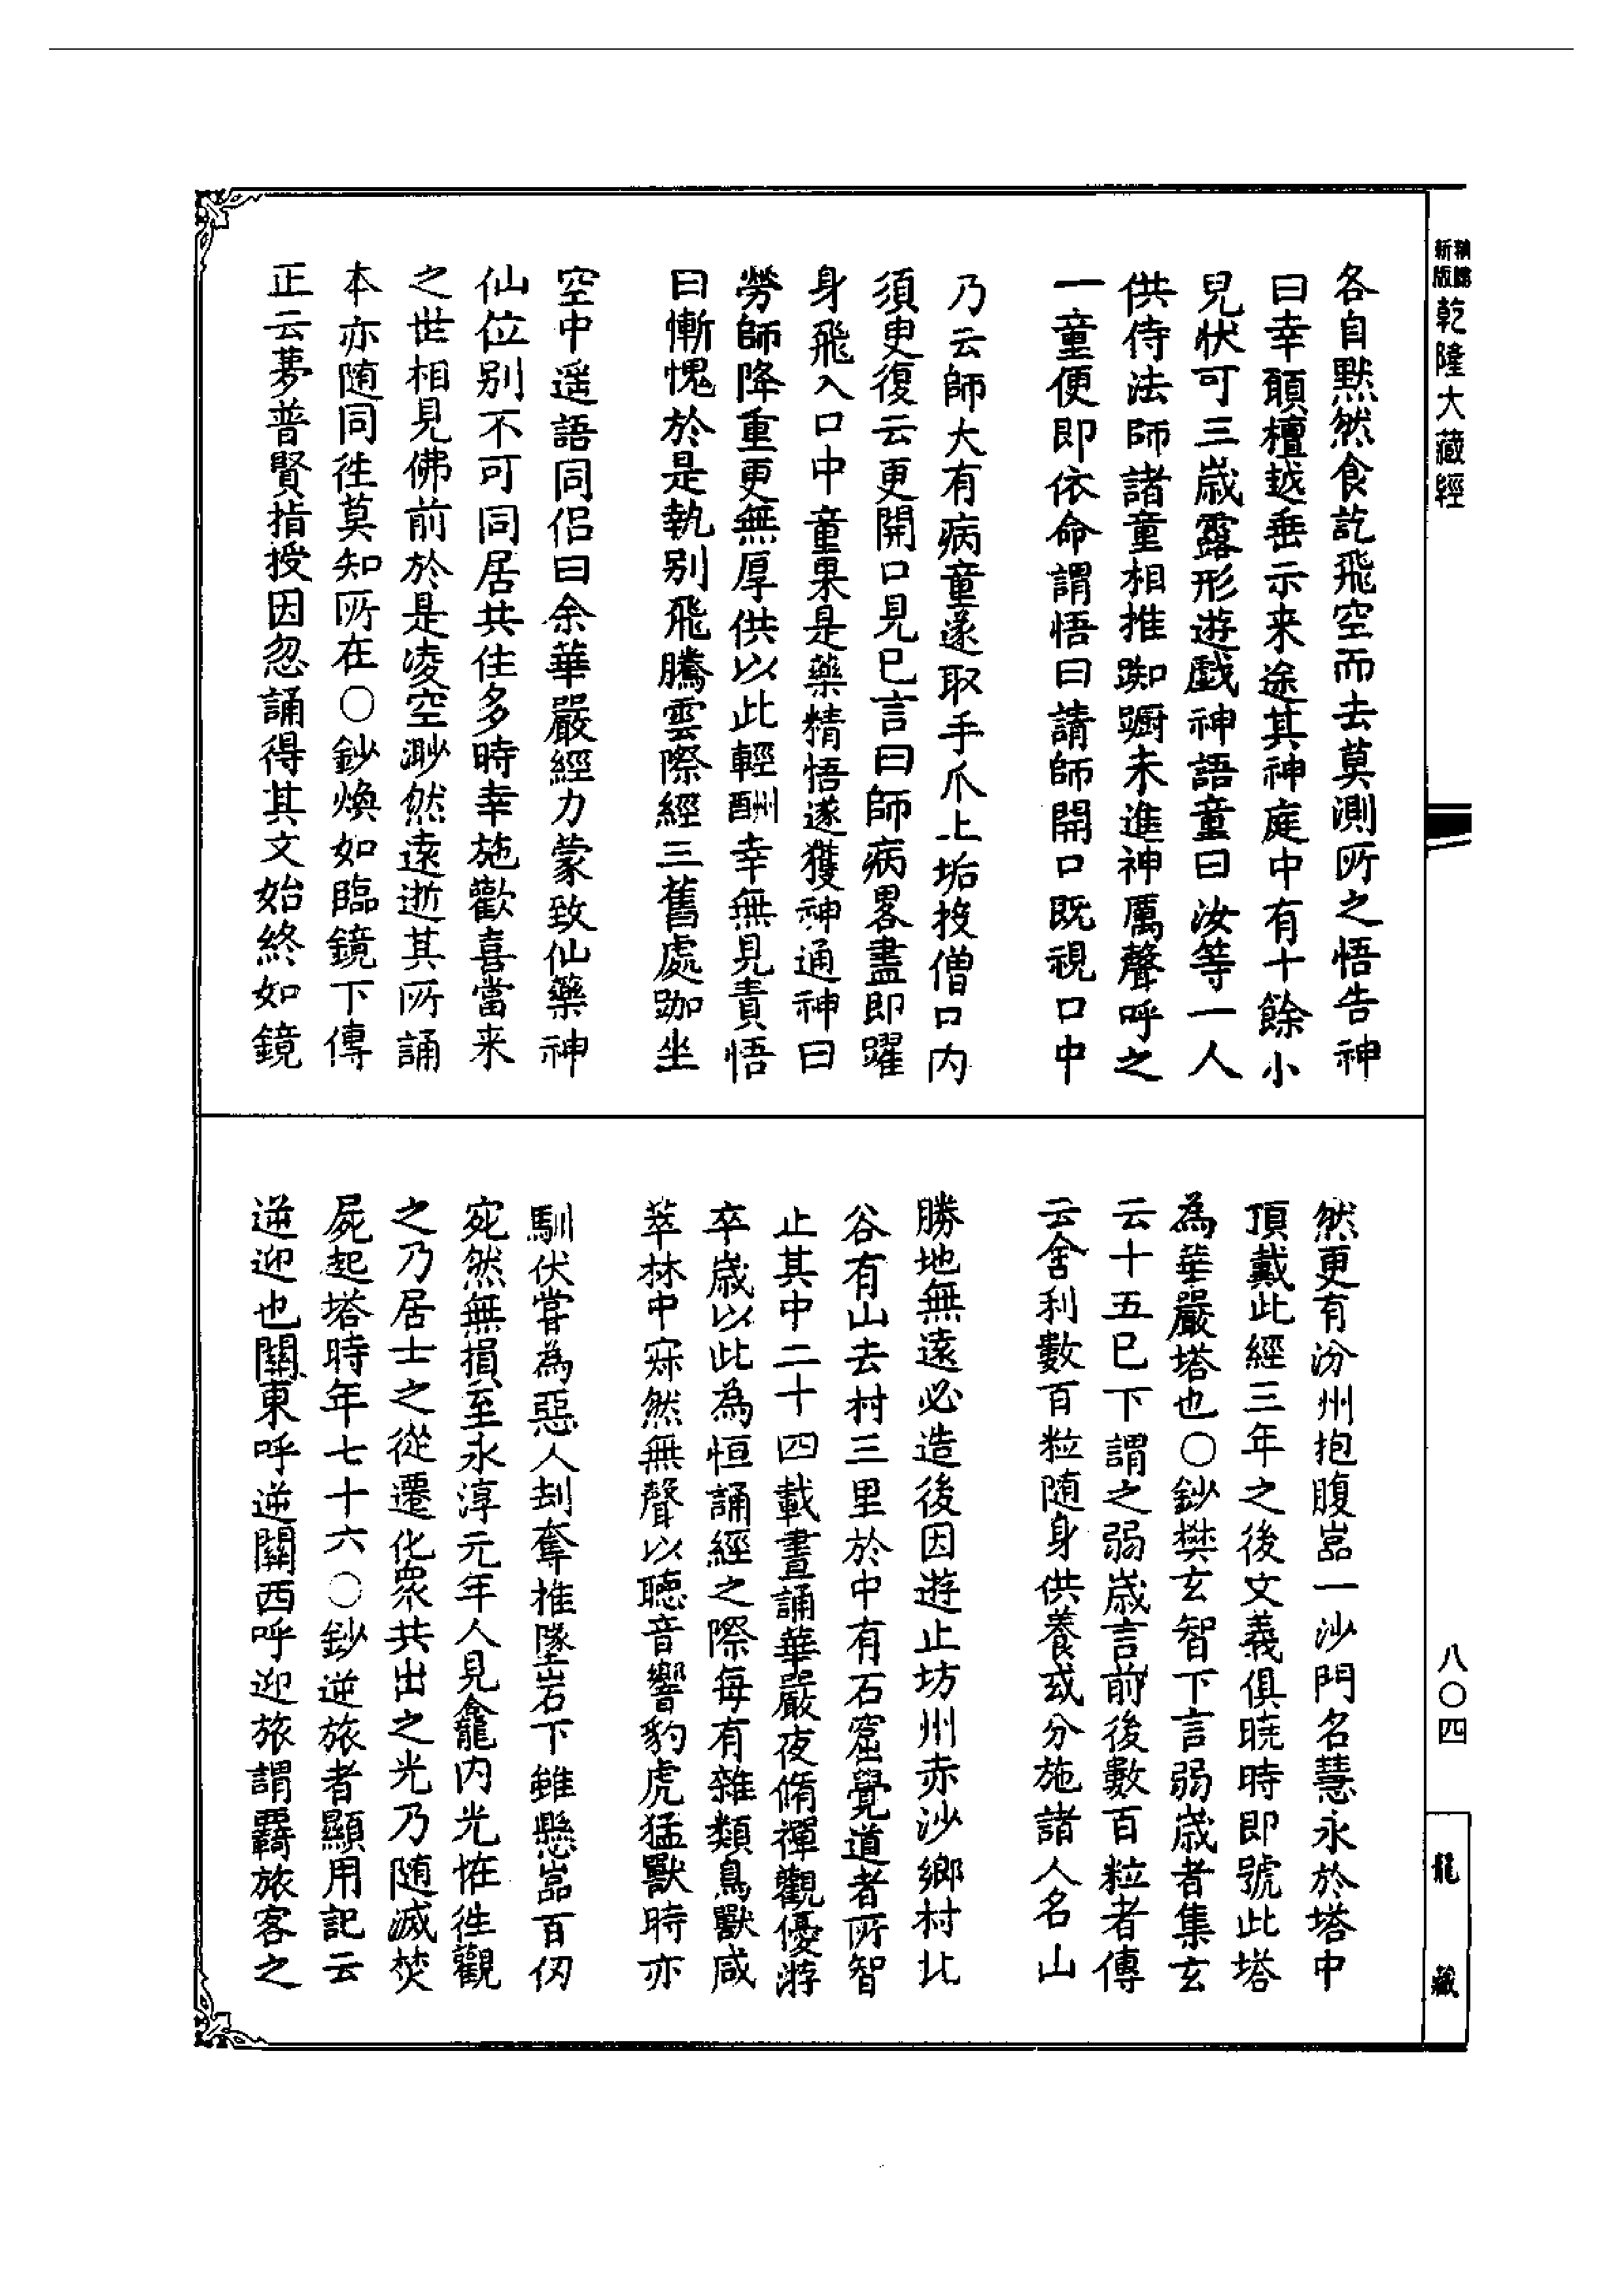 新版精縮乾隆大藏經
各自黙然食訖飛空而去莫測所之悟告神
曰幸願檀越垂示来途其神庭中有十餘小
兒状可三歳露形遊戱神語童曰汝等一人
供侍法師諸童相推踟蹰未進神厲聲呼之
一童便即依命謂悟曰請師開口既視口中
乃云師大有病童遂取手爪上垢投僧口内
須臾復云更開口見已言曰師病畧盡即躍
身飛入口中童果是藥精悟遂獲神通神曰
勞師降重更無厚供以此輕酬幸無見責悟
曰慚愧於是執别飛騰雲際經三舊處跏坐
空中遥語同侣曰余華嚴經力蒙致仙藥神
仙位别不可同居共住多時幸施歡喜當来
之世相見佛前於是凌空渺然遠逝其所誦
本亦随同徃莫知所在○鈔煥如臨鏡下傳
正云夢普賢指授因忽誦得其文始終如鏡
然更有汾州抱腹嵓一沙門名慧永於塔中
頂戴此經三年之後文義俱暁時即號此塔
為華嚴塔也○鈔樊玄智下言弱歳者集玄
云十五已下謂之弱歳言前後數百粒者傳
云舍利數百粒随身供養或分施諸人名山
勝地無遠必造後因遊止坊州赤沙鄉村北
谷有山去村三里於中有石窟覺道者所智
止其中二十四載晝誦華嚴夜脩禪觀優游
卒歳以此為恒誦經之際每有雜類鳥獸咸
萃林中寂然無聲以聴音響豹虎猛獸時亦
馴伏甞為惡人刦奪推墜岩下雖懸嵓百仞
宛然無損至永淳元年人見龕内光恠徃觀
之乃居士之從遷化衆共出之光乃随滅焚
屍起塔時年七十六○鈔逆旅者顯用記云
逆迎也關東呼逆關西呼迎旅謂覊旅客之
八〇四
龍藏